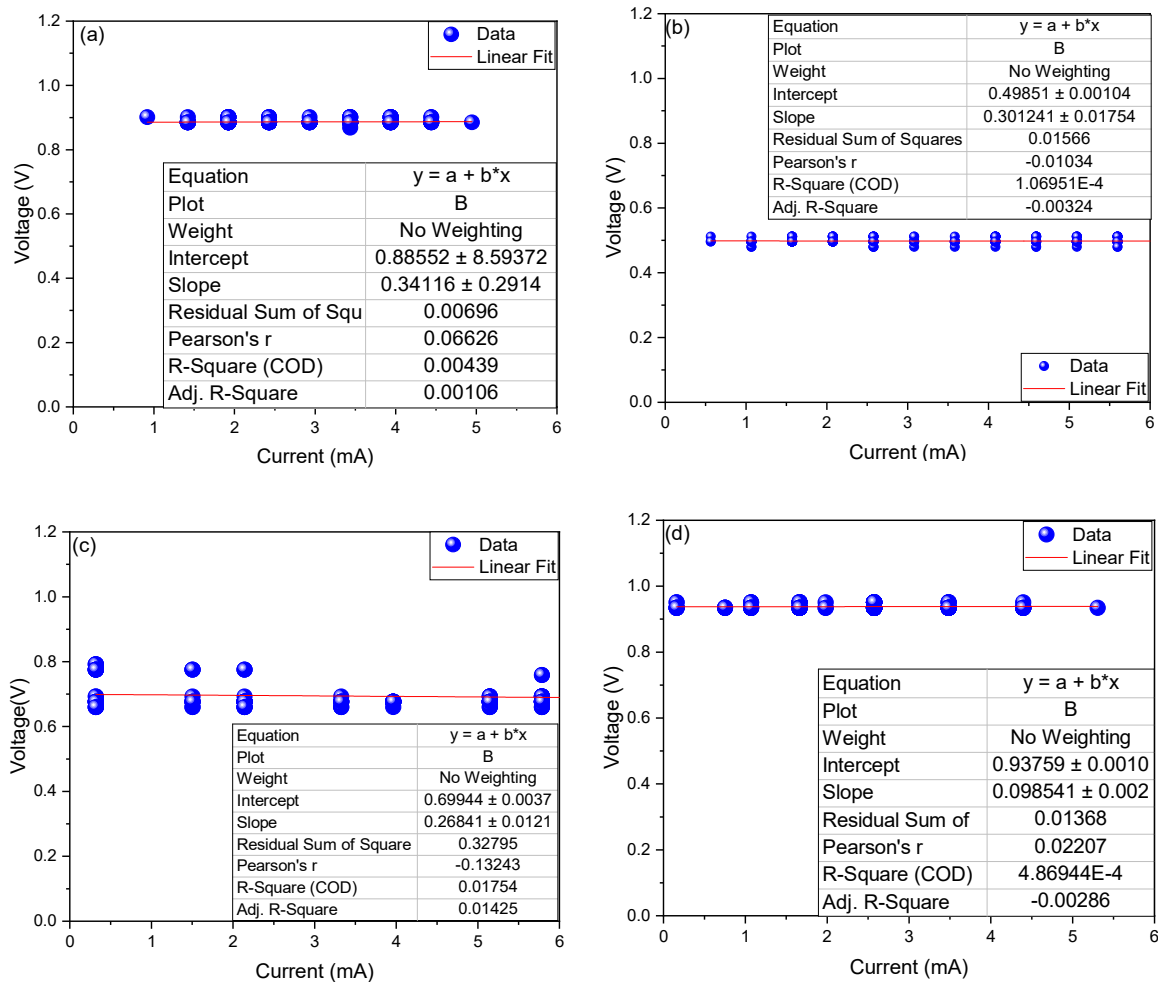 (a)
Data
Linear Fit
Equation y = a + b*x
Plot B
Weight No Weighting
Intercept 0.88552 ± 8.59372
Slope 0.34116 ± 0.2914
Residual Sum of Squ 0.00696
Pearson's r 0.06626
R-Square (COD) 0.00439
Adj. R-Square 0.00106
Voltage (V)
1.2
1.0
0.8
0.6
0.4
0.2
0.0
0 1 2 3 4 5 6
Current (mA)
(b)
Equation y = a + b*x
Plot B
Weight No Weighting
Intercept 0.49851 ± 0.00104
Slope 0.301241 ± 0.01754
Residual Sum of Squares 0.01566
Pearson's r -0.01034
R-Square (COD) 1.06951E-4
Adj. R-Square -0.00324
Data
Linear Fit
Voltage (V)
1.2
1.0
0.8
0.6
0.4
0.2
0.0
0 1 2 3 4 5 6
Current (mA)
(c)
Data
Linear Fit
Equation y = a + b*x
Plot B
Weight No Weighting
Intercept 0.69944 ± 0.0037
Slope 0.26841 ± 0.0121
Residual Sum of Square 0.32795
Pearson's r -0.13243
R-Square (COD) 0.01754
Adj. R-Square 0.01425
Voltage(V)
1.2
1.0
0.8
0.6
0.4
0.2
0.0
0 1 2 3 4 5 6
Current (mA)
(d)
Data
Linear Fit
Equation y = a + b*x
Plot B
Weight No Weighting
Intercept 0.93759 ± 0.0010
Slope 0.098541 ± 0.002
Residual Sum of 0.01368
Pearson's r 0.02207
R-Square (COD) 4.86944E-4
Adj. R-Square -0.00286
Voltage (V)
1.2
1.0
0.8
0.6
0.4
0.2
0.0
0 1 2 3 4 5 6
Current (mA)